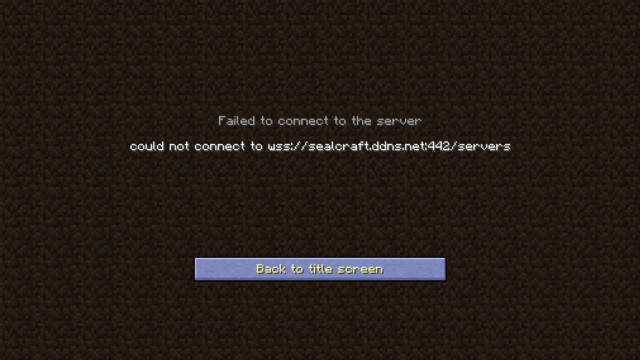 Failed to connect to the server
could not connect to wss://sealcraft.ddns.net:442/servers
Back to title screen